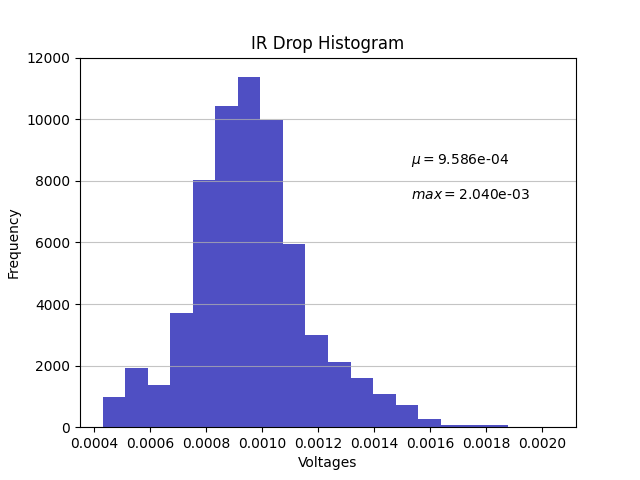 IR Drop Histogram
12000
10000
8000
6000
4000
2000
0
Frequency
μ = 9.586e-04
max = 2.040e-03
0.0004 0.0006 0.0008 0.0010 0.0012 0.0014 0.0016 0.0018 0.0020
Voltages